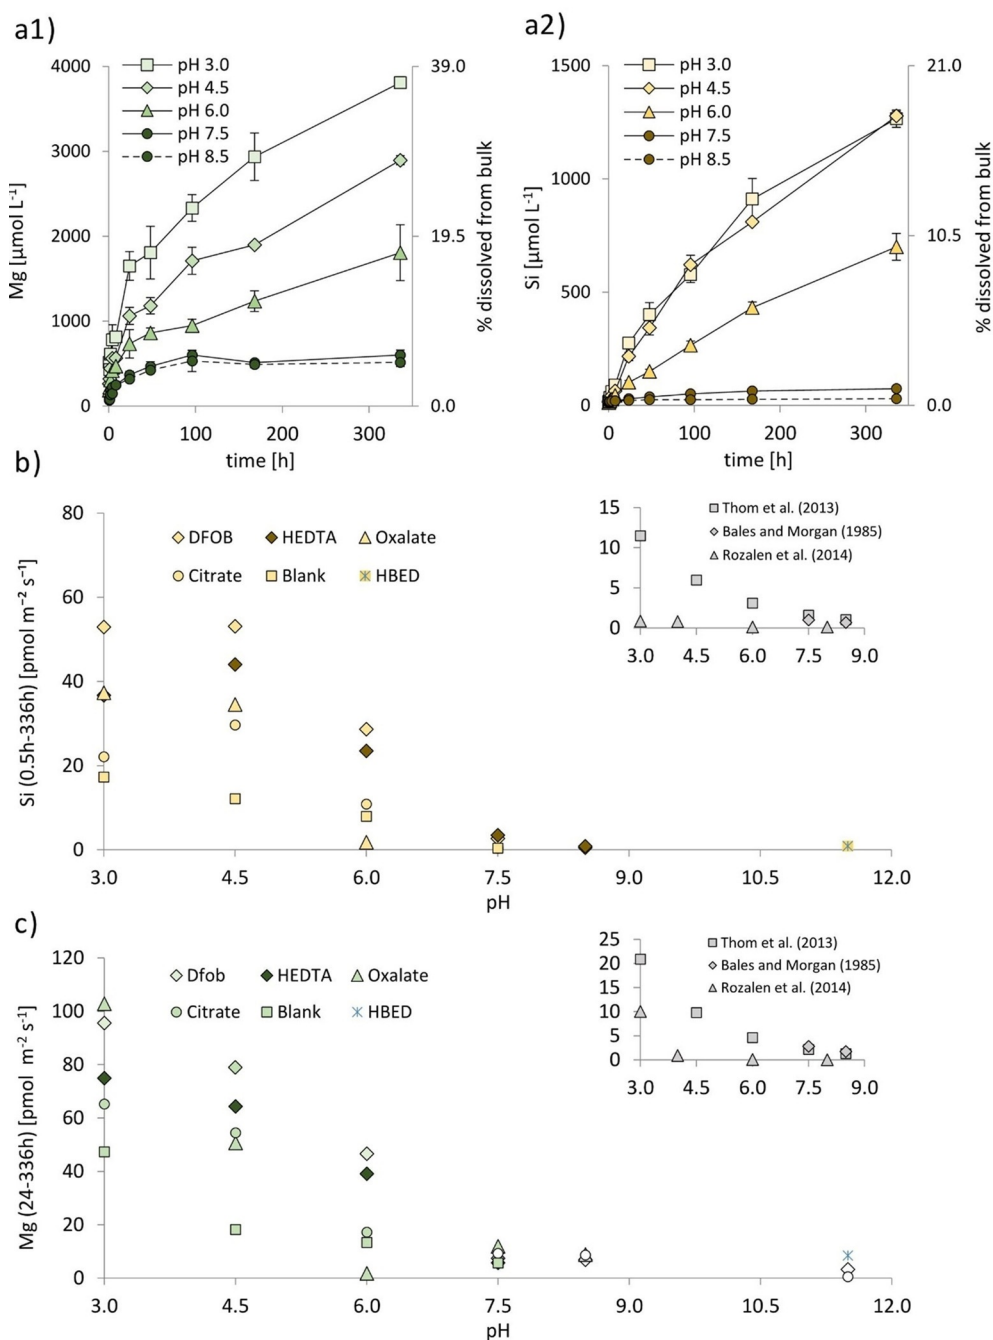 a1)
4000
3000
2000
1000
0
Mg [µmol L⁻¹]
pH 3.0
pH 4.5
pH 6.0
pH 7.5
pH 8.5
39.0
19.5
0.0
% dissolved from bulk
0 100 200 300
time [h]
a2)
1500
1000
500
0
Si [µmol L⁻¹]
pH 3.0
pH 4.5
pH 6.0
pH 7.5
pH 8.5
21.0
10.5
0.0
% dissolved from bulk
0 100 200 300
time [h]
b)
80
60
40
20
0
Si (0.5h-336h) [pmol m⁻² s⁻¹]
DFOB HEDTA Oxalate
Citrate Blank HBED
15
10
5
0
Thom et al. (2013)
Bales and Morgan (1985)
Rozalen et al. (2014)
3.0 4.5 6.0 7.5 9.0
3.0 4.5 6.0 7.5 9.0 10.5 12.0
pH
c)
120
100
80
60
40
20
0
Mg (24-336h) [pmol m⁻² s⁻¹]
Dfob HEDTA Oxalate
Citrate Blank HBED
25
20
15
10
5
0
Thom et al. (2013)
Bales and Morgan (1985)
Rozalen et al. (2014)
3.0 4.5 6.0 7.5 9.0
3.0 4.5 6.0 7.5 9.0 10.5 12.0
pH